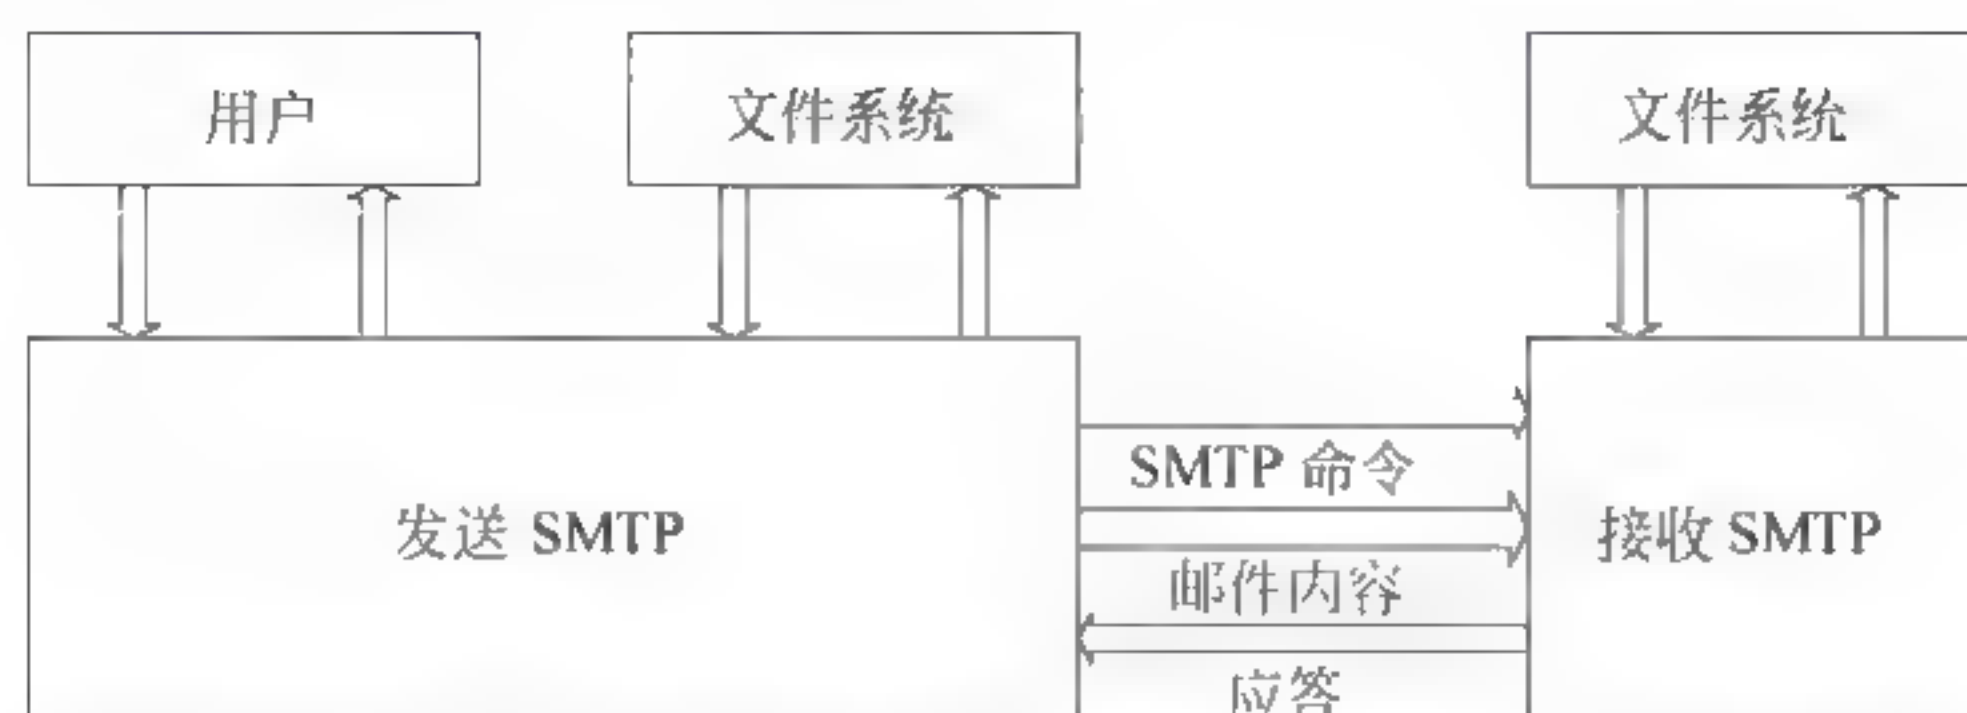 用户
文件系统
文件系统
SMTP 命令
发送 SMTP
接收 SMTP
邮件内容
应答